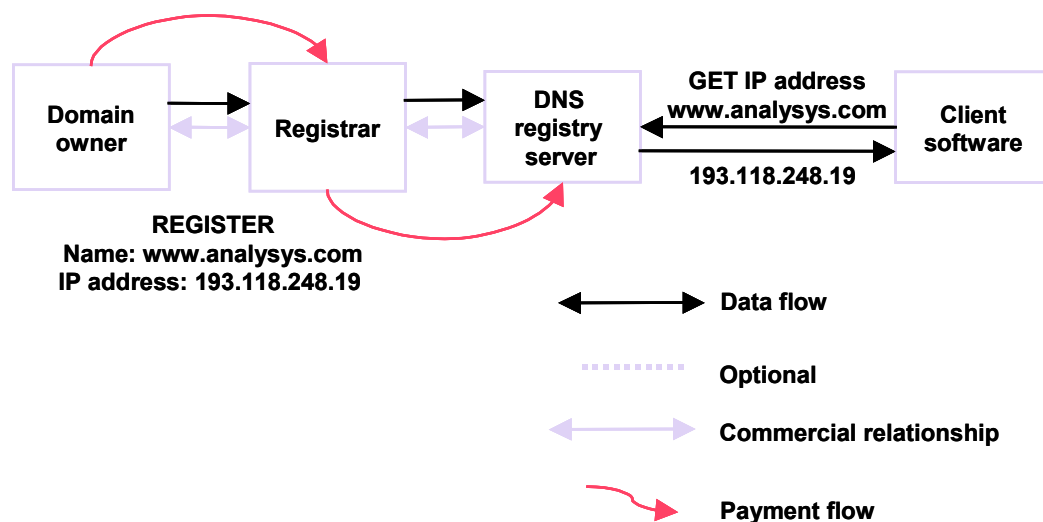 Domain
owner
Registrar
DNS
registry
server
GET IP address
www.analysys.com
193.118.248.19
Client
software
REGISTER
Name: www.analysys.com
IP address: 193.118.248.19
Data flow
Optional
Commercial relationship
Payment flow